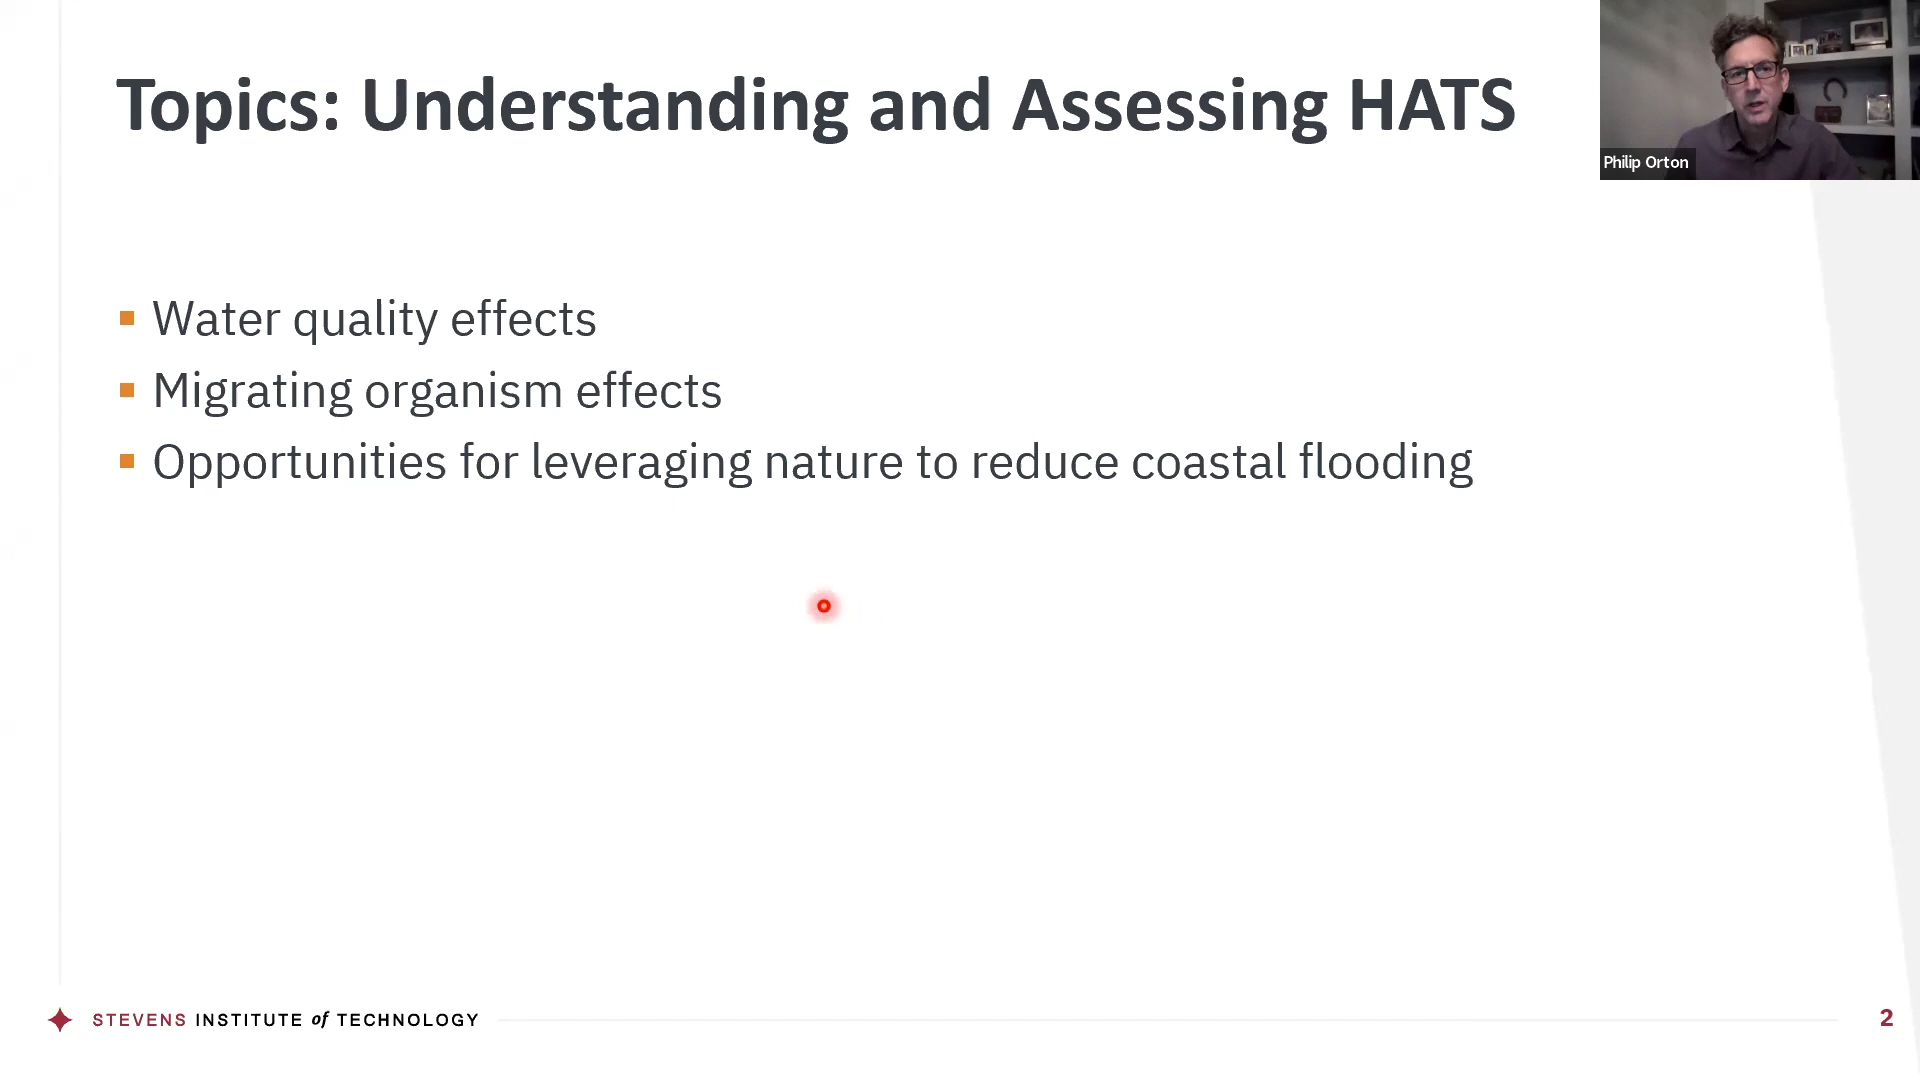 Topics: Understanding and Assessing HATS
Philip Orton
Water quality effects
Migrating organism effects
Opportunities for leveraging nature to reduce coastal flooding
STEVENS INSTITUTE of TECHNOLOGY
2